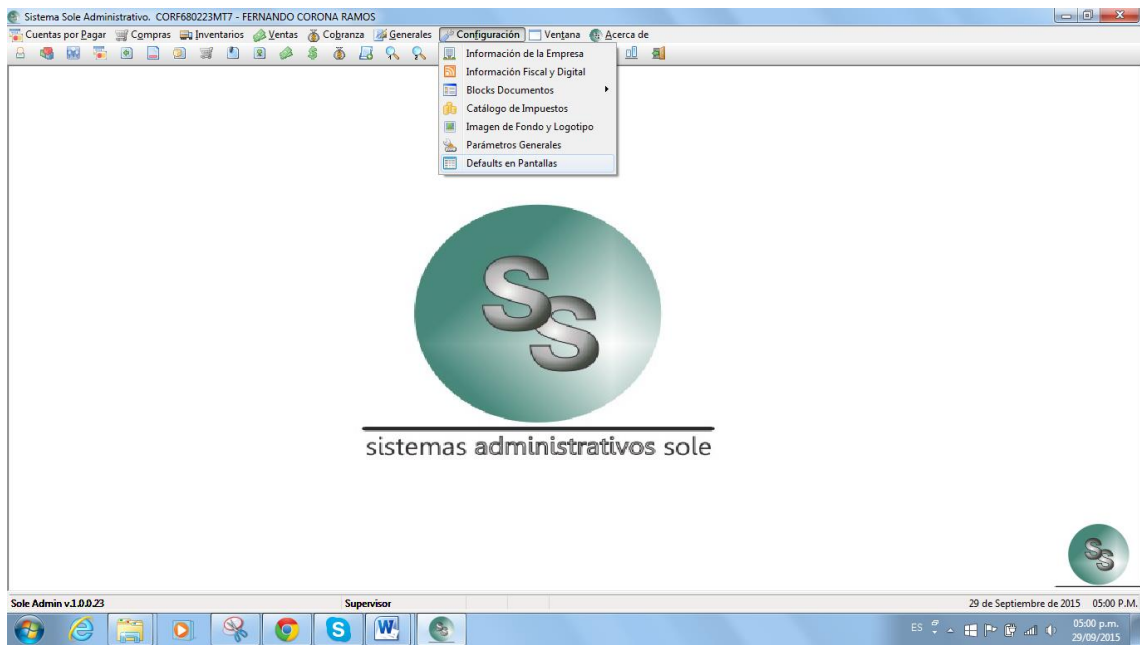 Sistema Sole Administrativo. CORF680223MT7 - FERNANDO CORONA RAMOS
Cuentas por Pagar Compras Inventarios Ventas Cobranza Generales Configuración Ventana Acerca de
Información de la Empresa
Información Fiscal y Digital
Blocks Documentos
Catálogo de Impuestos
Imagen de Fondo y Logotipo
Parámetros Generales
Defaults en Pantallas
SS
sistemas administrativos sole
SS
Sole Admin v.1.0.0.23 Supervisor 29 de Septiembre de 2015 05:00 P.M.
ES 05:00 p.m.
29/09/2015